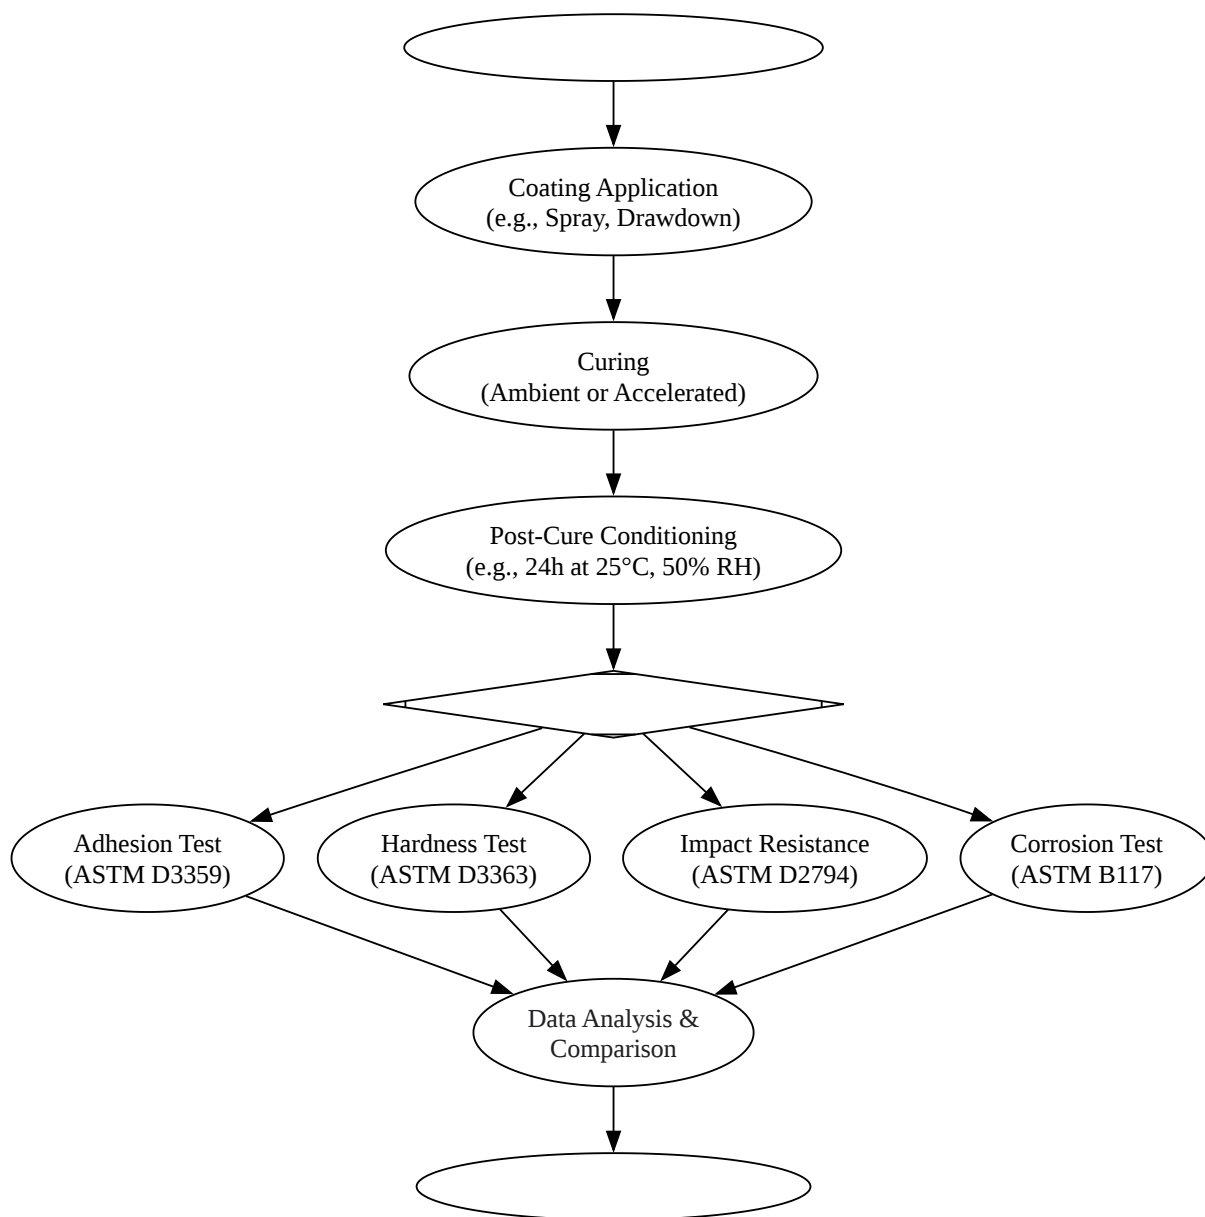 Coating Application
(e.g., Spray, Drawdown)
Curing
(Ambient or Accelerated)
Post-Cure Conditioning
(e.g., 24h at 25°C, 50% RH)
Adhesion Test
(ASTM D3359)
Hardness Test
(ASTM D3363)
Impact Resistance
(ASTM D2794)
Corrosion Test
(ASTM B117)
Data Analysis &
Comparison